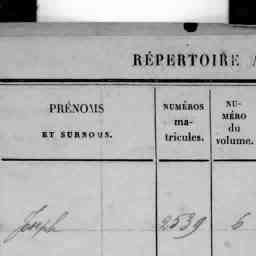 RÉPERTOIRE
PRÉNOMS
ET SURNOMS.
NUMÉROS
ma-
tricules.
NU-
MÉRO
du
volume.
Joseph 2539 6